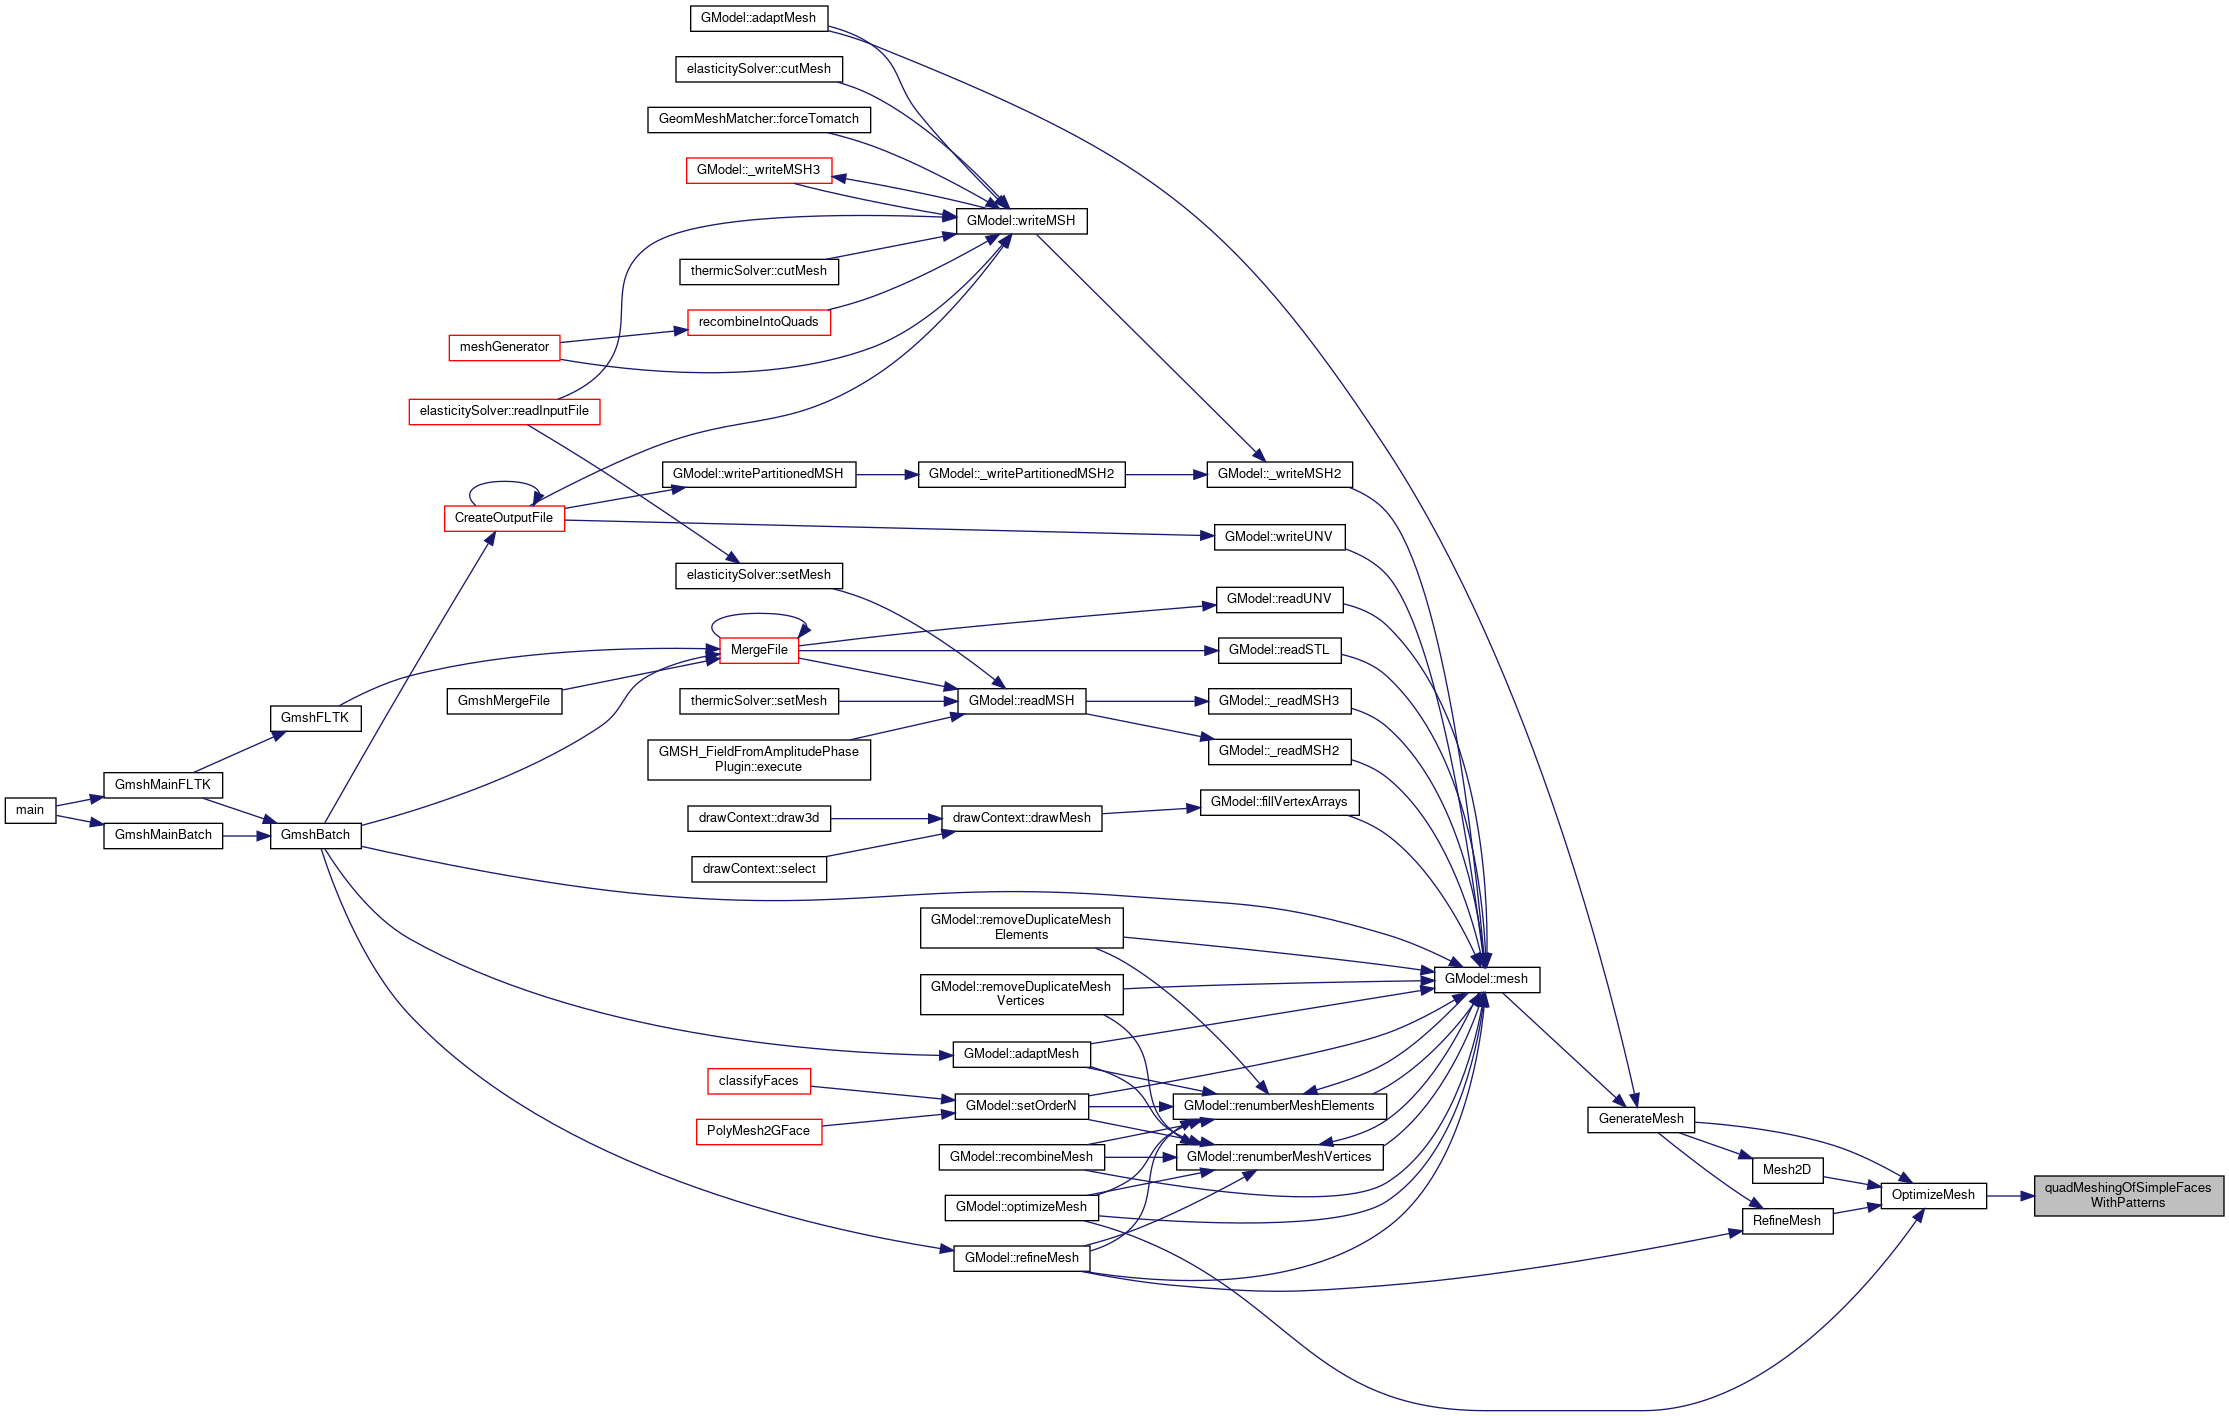 GModel::adaptMesh
elasticitySolver::cutMesh
GeomMeshMatcher::forceTomatch
GModel::_writeMSH3
GModel::writeMSH
thermicSolver::cutMesh
recombineIntoQuads
meshGenerator
elasticitySolver::readInputFile
GModel::writePartitionedMSH
GModel::_writePartitionedMSH2
GModel::_writeMSH2
CreateOutputFile
GModel::writeUNV
elasticitySolver::setMesh
GModel::readUNV
MergeFile
GModel::readSTL
GmshMergeFile
thermicSolver::setMesh
GModel::readMSH
GModel::_readMSH3
GmshFLTK
GMSH_FieldFromAmplitudePhase
Plugin::execute
GModel::_readMSH2
GmshMainFLTK
main
GModel::fillVertexArrays
drawContext::draw3d
drawContext::drawMesh
GmshMainBatch
GmshBatch
drawContext::select
GModel::removeDuplicateMesh
Elements
GModel::mesh
GModel::removeDuplicateMesh
Vertices
GModel::adaptMesh
classifyFaces
GModel::setOrderN
GModel::renumberMeshElements
GenerateMesh
PolyMesh2GFace
GModel::recombineMesh
GModel::renumberMeshVertices
Mesh2D
OptimizeMesh
quadMeshingOfSimpleFaces
WithPatterns
GModel::optimizeMesh
RefineMesh
GModel::refineMesh